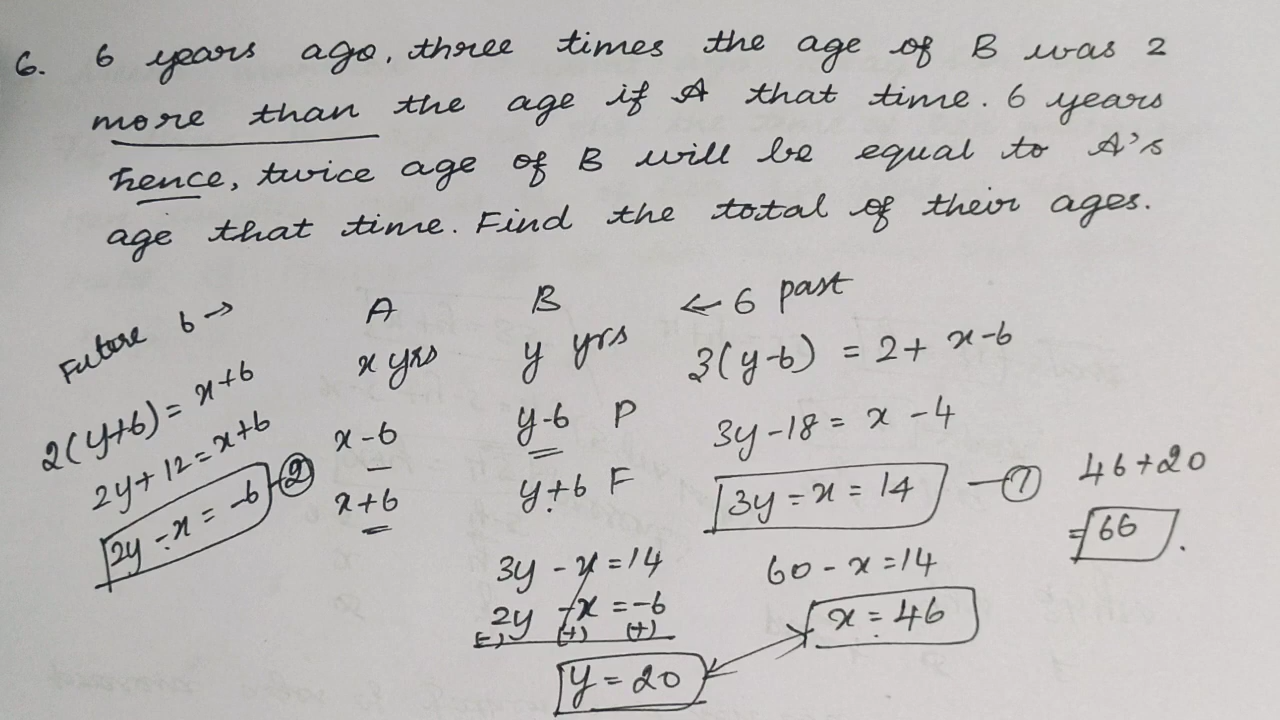 6. 6 years ago, three times the age of B was 2
more than the age if A that time. 6 years
hence, twice age of B will be equal to A's
age that time. Find the total of their ages.
Future 6 →
2(y+6) = x+6
2y+12 = x+6
2y - x = -6 - ②
A B
x yrs y yrs
x-6 y-6 P
x+6 y+6 F
← 6 past
3(y-6) = 2+ x-6
3y-18 = x -4
3y - x = 14 — ①
3y - x = 14
2y - x = -6
(-) (+) (+)
y = 20
60 - x = 14
x = 46
46+20
= 66.